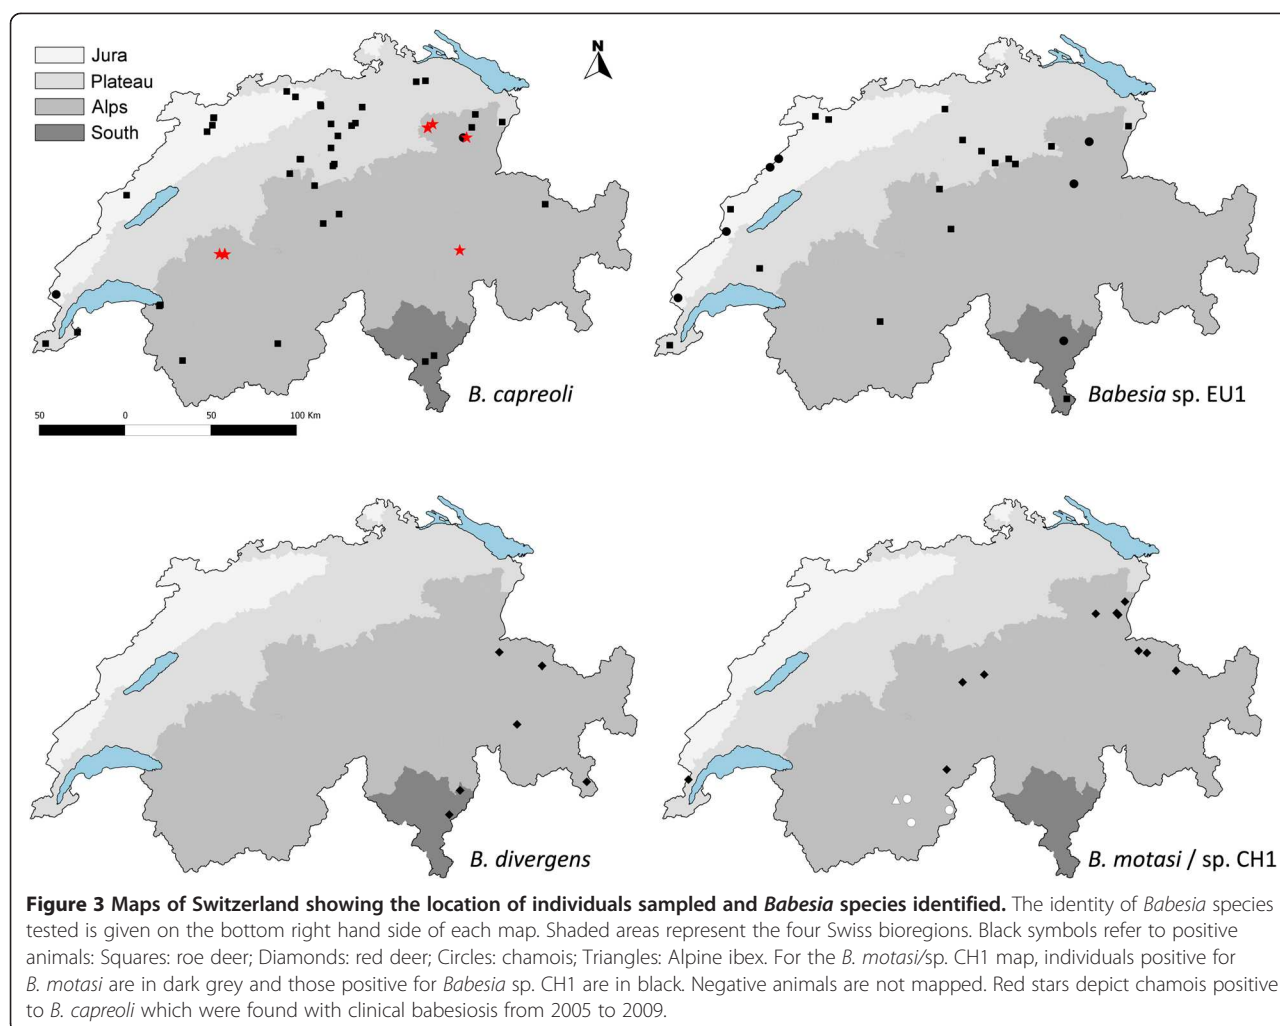 Jura
Plateau
Alps
South
N
B. capreoli
50 0 50 100 Km
Babesia sp. EU1
B. divergens
B. motasi / sp. CH1
Figure 3 Maps of Switzerland showing the location of individuals sampled and Babesia species identified. The identity of Babesia species
tested is given on the bottom right hand side of each map. Shaded areas represent the four Swiss bioregions. Black symbols refer to positive
animals: Squares: roe deer; Diamonds: red deer; Circles: chamois; Triangles: Alpine ibex. For the B. motasi/sp. CH1 map, individuals positive for
B. motasi are in dark grey and those positive for Babesia sp. CH1 are in black. Negative animals are not mapped. Red stars depict chamois positive
to B. capreoli which were found with clinical babesiosis from 2005 to 2009.